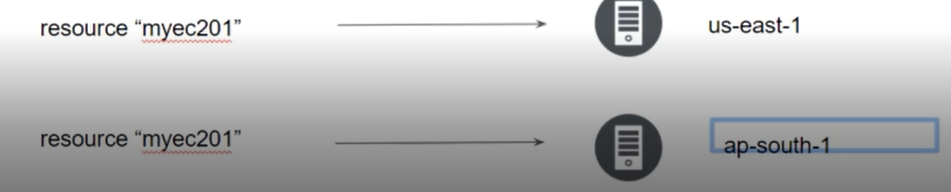 resource “myec201” us-east-1
resource “myec201” ap-south-1